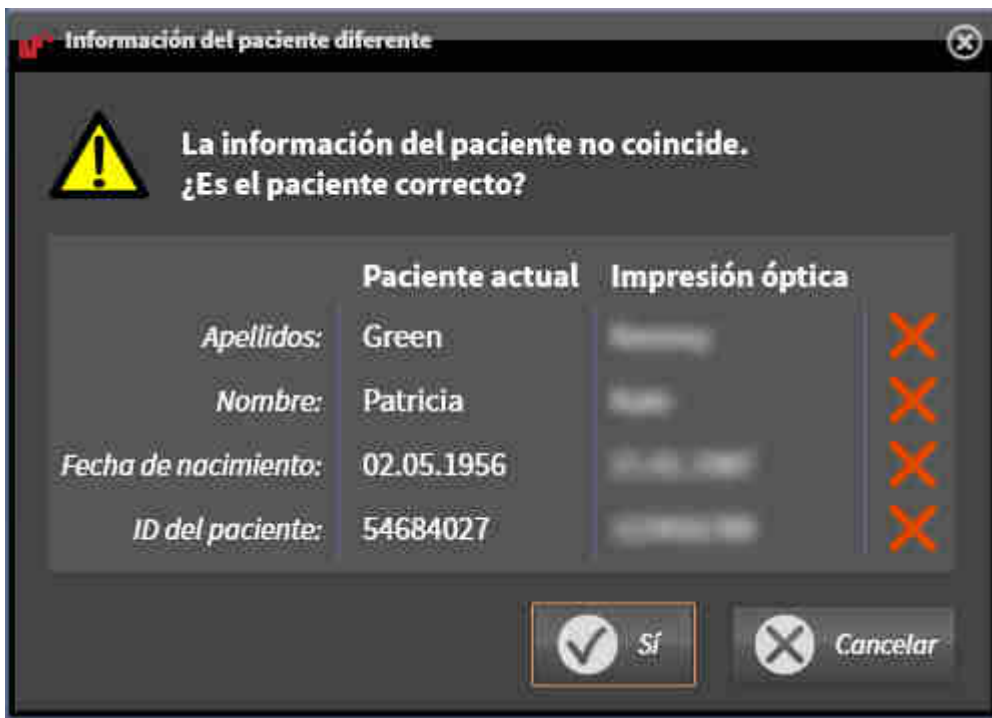 Información del paciente diferente
La información del paciente no coincide.
¿Es el paciente correcto?
Paciente actual Impresión óptica
Apellidos: Green
Nombre: Patricia
Fecha de nacimiento: 02.05.1956
ID del paciente: 54684027
Sí Cancelar